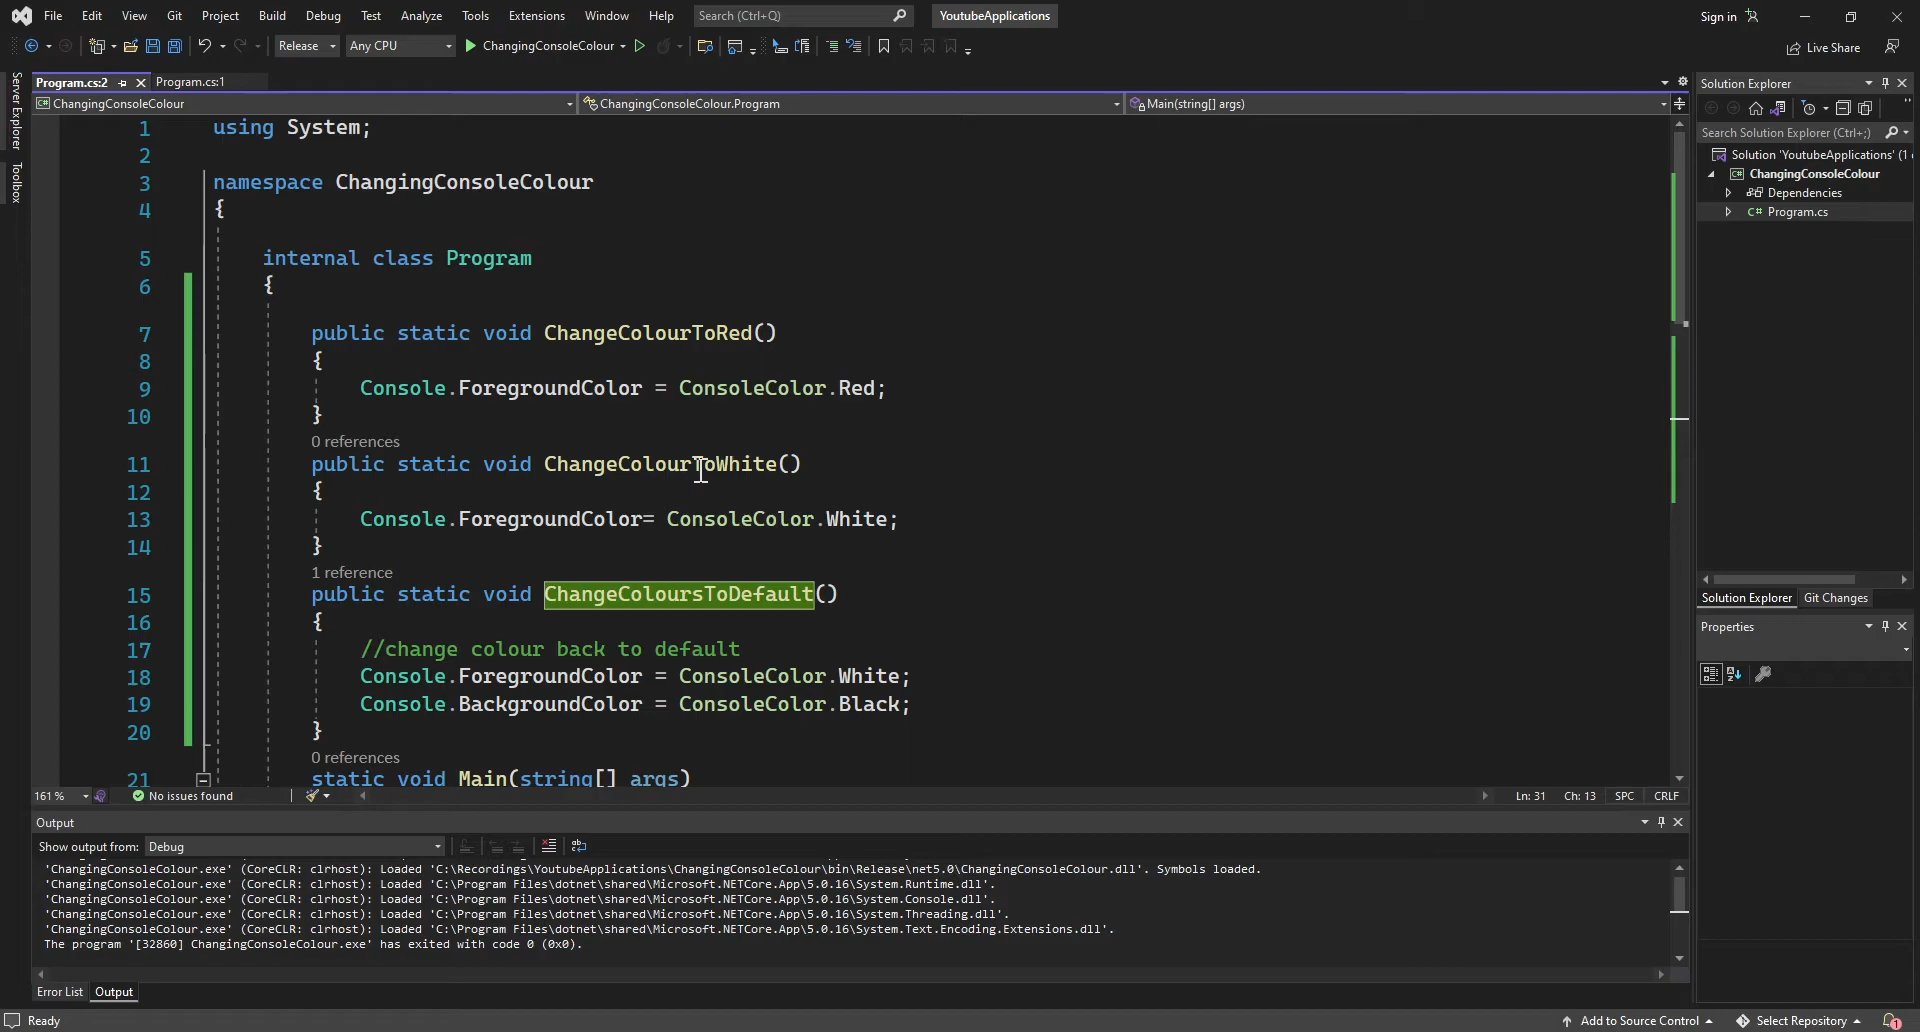 File Edit View Git Project Build Debug Test Analyze Tools Extensions Window Help Search (Ctrl+Q) YoutubeApplications Sign in
Release Any CPU ChangingConsoleColour Live Share
Server Explorer
Toolbox
Program.cs:2 Program.cs:1
ChangingConsoleColour ChangingConsoleColour.Program Main(string[] args)
1 using System;
2
3 namespace ChangingConsoleColour
4 {
5 internal class Program
6 {
7 public static void ChangeColourToRed()
8 {
9 Console.ForegroundColor = ConsoleColor.Red;
10 }
0 references
11 public static void ChangeColourToWhite()
12 {
13 Console.ForegroundColor= ConsoleColor.White;
14 }
1 reference
15 public static void ChangeColoursToDefault()
16 {
17 //change colour back to default
18 Console.ForegroundColor = ConsoleColor.White;
19 Console.BackgroundColor = ConsoleColor.Black;
20 }
0 references
21 static void Main(string[] args)
161 % No issues found Ln: 31 Ch: 13 SPC CRLF
Output
Show output from: Debug
'ChangingConsoleColour.exe' (CoreCLR: clrhost): Loaded 'C:\Recordings\YoutubeApplications\ChangingConsoleColour\bin\Release\net5.0\ChangingConsoleColour.dll'. Symbols loaded.
'ChangingConsoleColour.exe' (CoreCLR: clrhost): Loaded 'C:\Program Files\dotnet\shared\Microsoft.NETCore.App\5.0.16\System.Runtime.dll'.
'ChangingConsoleColour.exe' (CoreCLR: clrhost): Loaded 'C:\Program Files\dotnet\shared\Microsoft.NETCore.App\5.0.16\System.Console.dll'.
'ChangingConsoleColour.exe' (CoreCLR: clrhost): Loaded 'C:\Program Files\dotnet\shared\Microsoft.NETCore.App\5.0.16\System.Threading.dll'.
'ChangingConsoleColour.exe' (CoreCLR: clrhost): Loaded 'C:\Program Files\dotnet\shared\Microsoft.NETCore.App\5.0.16\System.Text.Encoding.Extensions.dll'.
The program '[32860] ChangingConsoleColour.exe' has exited with code 0 (0x0).
Error List Output
Solution Explorer
Search Solution Explorer (Ctrl+;)
Solution 'YoutubeApplications' (1
C# ChangingConsoleColour
Dependencies
C# Program.cs
Solution Explorer Git Changes
Properties
Ready Add to Source Control Select Repository 1